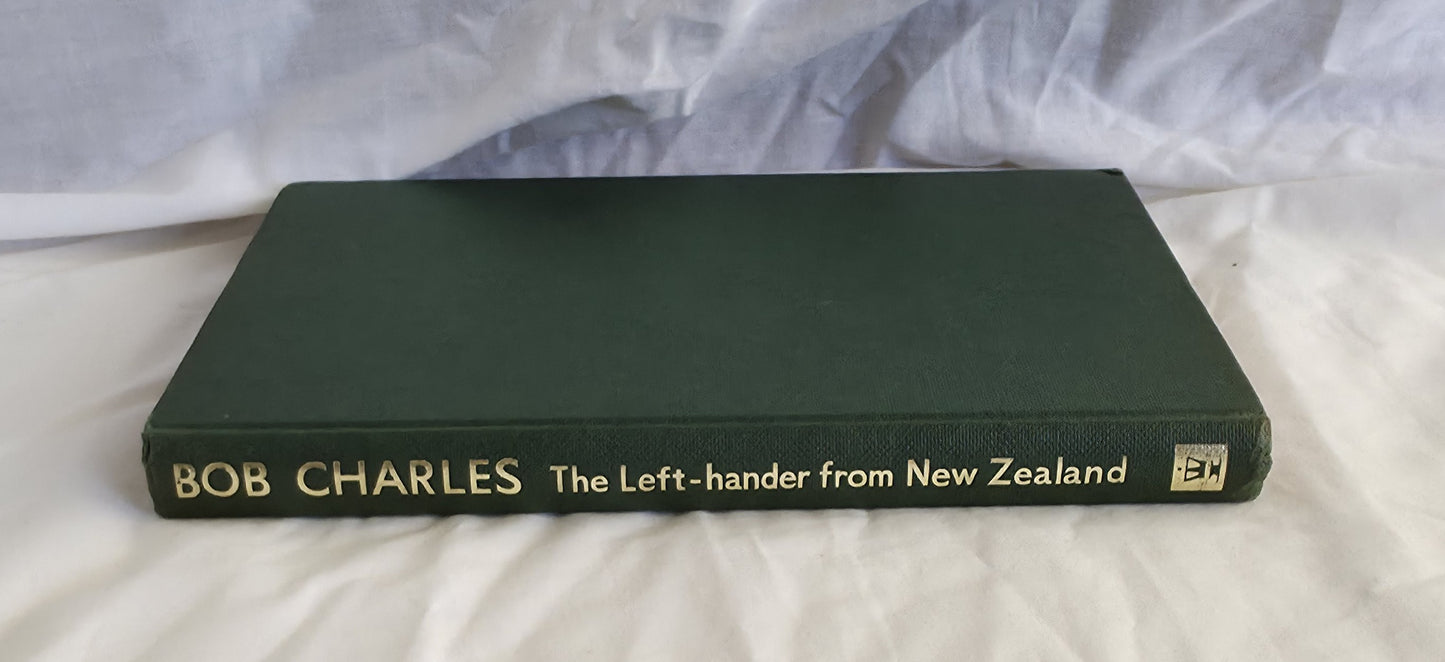 BOB CHARLES The Left-hander from New Zealand